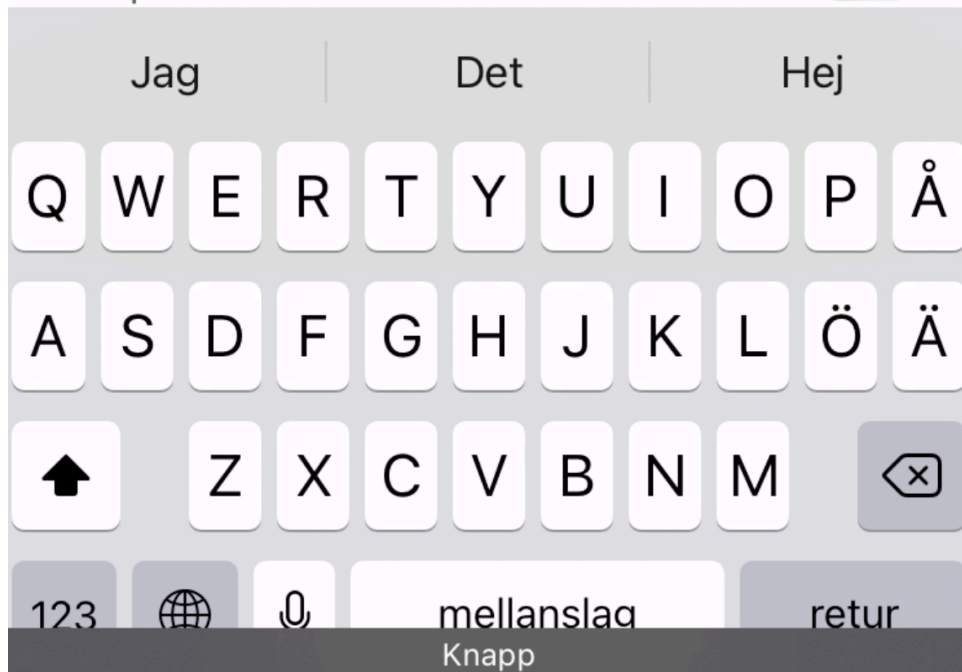 Jag Det Hej
Q W E R T Y U I O P Å
A S D F G H J K L Ö Ä
Z X C V B N M
123 mellanslag retur
Knapp